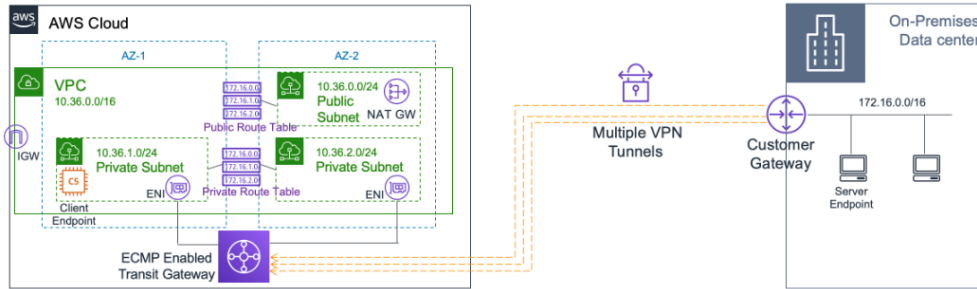 aws
AWS Cloud
AZ-1
AZ-2
VPC
10.36.0.0/16
172.16.0.0
172.16.1.0
172.16.2.0
Public Route Table
10.36.0.0/24
Public
Subnet
NAT GW
IGW
10.36.1.0/24
Private Subnet
C5
Client
Endpoint
ENI
172.16.0.0
172.16.1.0
172.16.2.0
Private Route Table
10.36.2.0/24
Private Subnet
ENI
ECMP Enabled
Transit Gateway
Multiple VPN
Tunnels
Customer
Gateway
On-Premises
Data center
172.16.0.0/16
Server
Endpoint